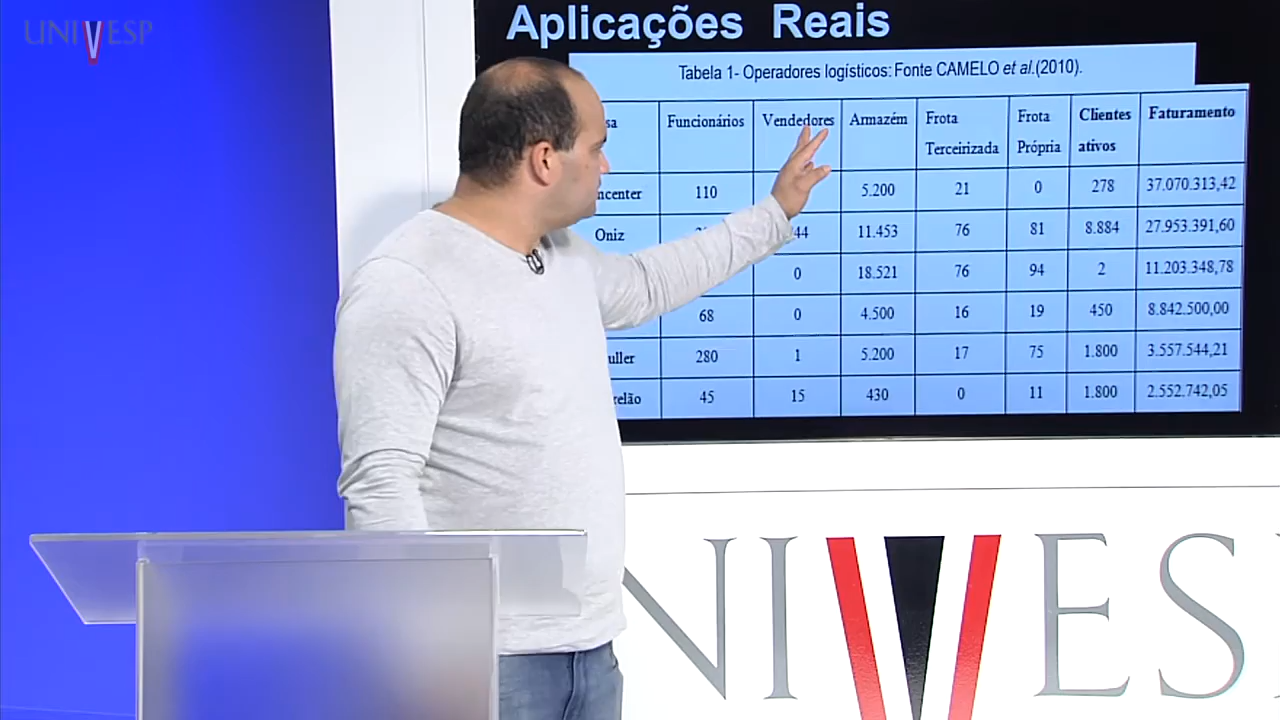 UNIVESP
Aplicações Reais
Tabela 1- Operadores logísticos: Fonte CAMELO et al.(2010).
Funcionários Vendedores Armazém Frota Terceirizada Frota Própria Clientes ativos Faturamento
110 5.200 21 0 278 37.070.313,42
Oniz 11.453 76 81 8.884 27.953.391,60
0 18.521 76 94 2 11.203.348,78
68 0 4.500 16 19 450 8.842.500,00
280 1 5.200 17 75 1.800 3.557.544,21
45 15 430 0 11 1.800 2.552.742,05
NIVES